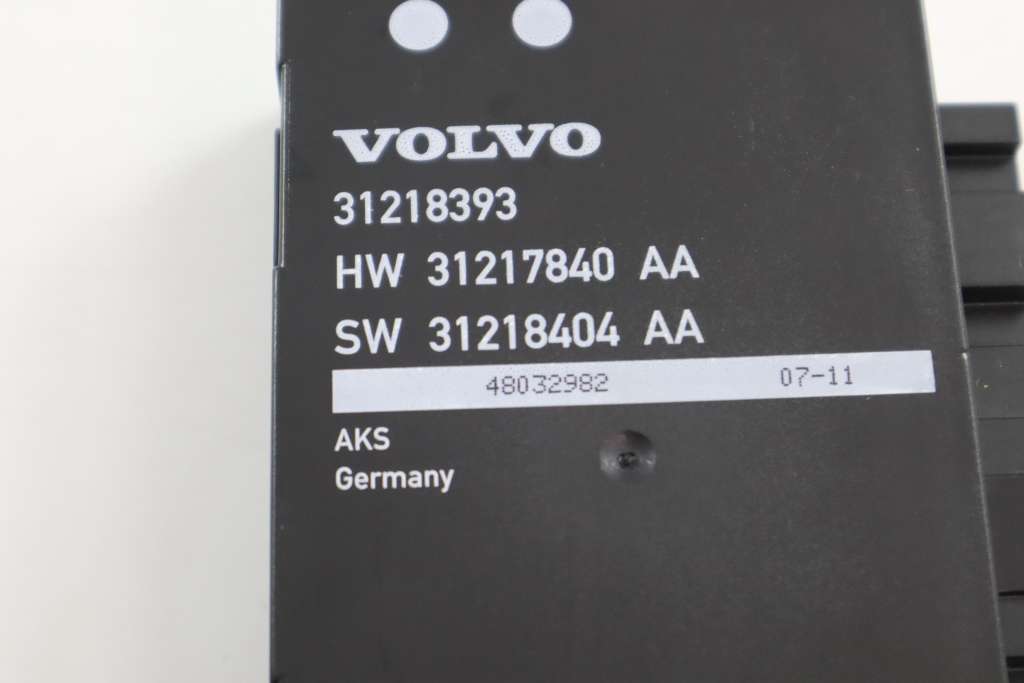 VOLVO
31218393
HW 31217840 AA
SW 31218404 AA
48032982 07-11
AKS
Germany